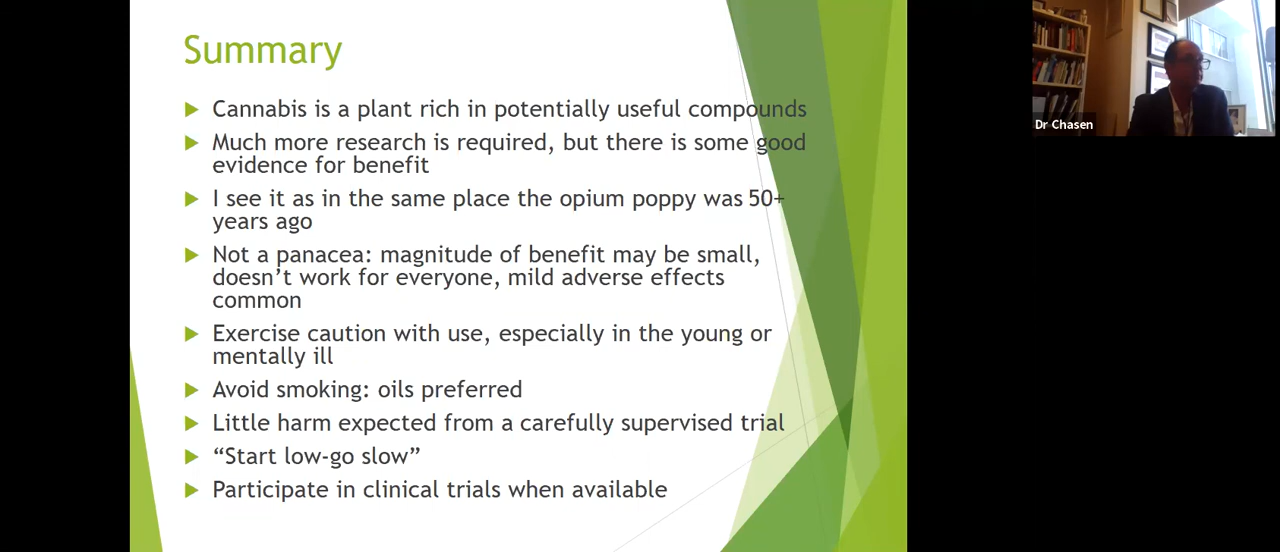 Summary
Cannabis is a plant rich in potentially useful compounds
Much more research is required, but there is some good
evidence for benefit
I see it as in the same place the opium poppy was 50+
years ago
Not a panacea: magnitude of benefit may be small,
doesn’t work for everyone, mild adverse effects
common
Exercise caution with use, especially in the young or
mentally ill
Avoid smoking: oils preferred
Little harm expected from a carefully supervised trial
“Start low-go slow”
Participate in clinical trials when available
Dr Chasen